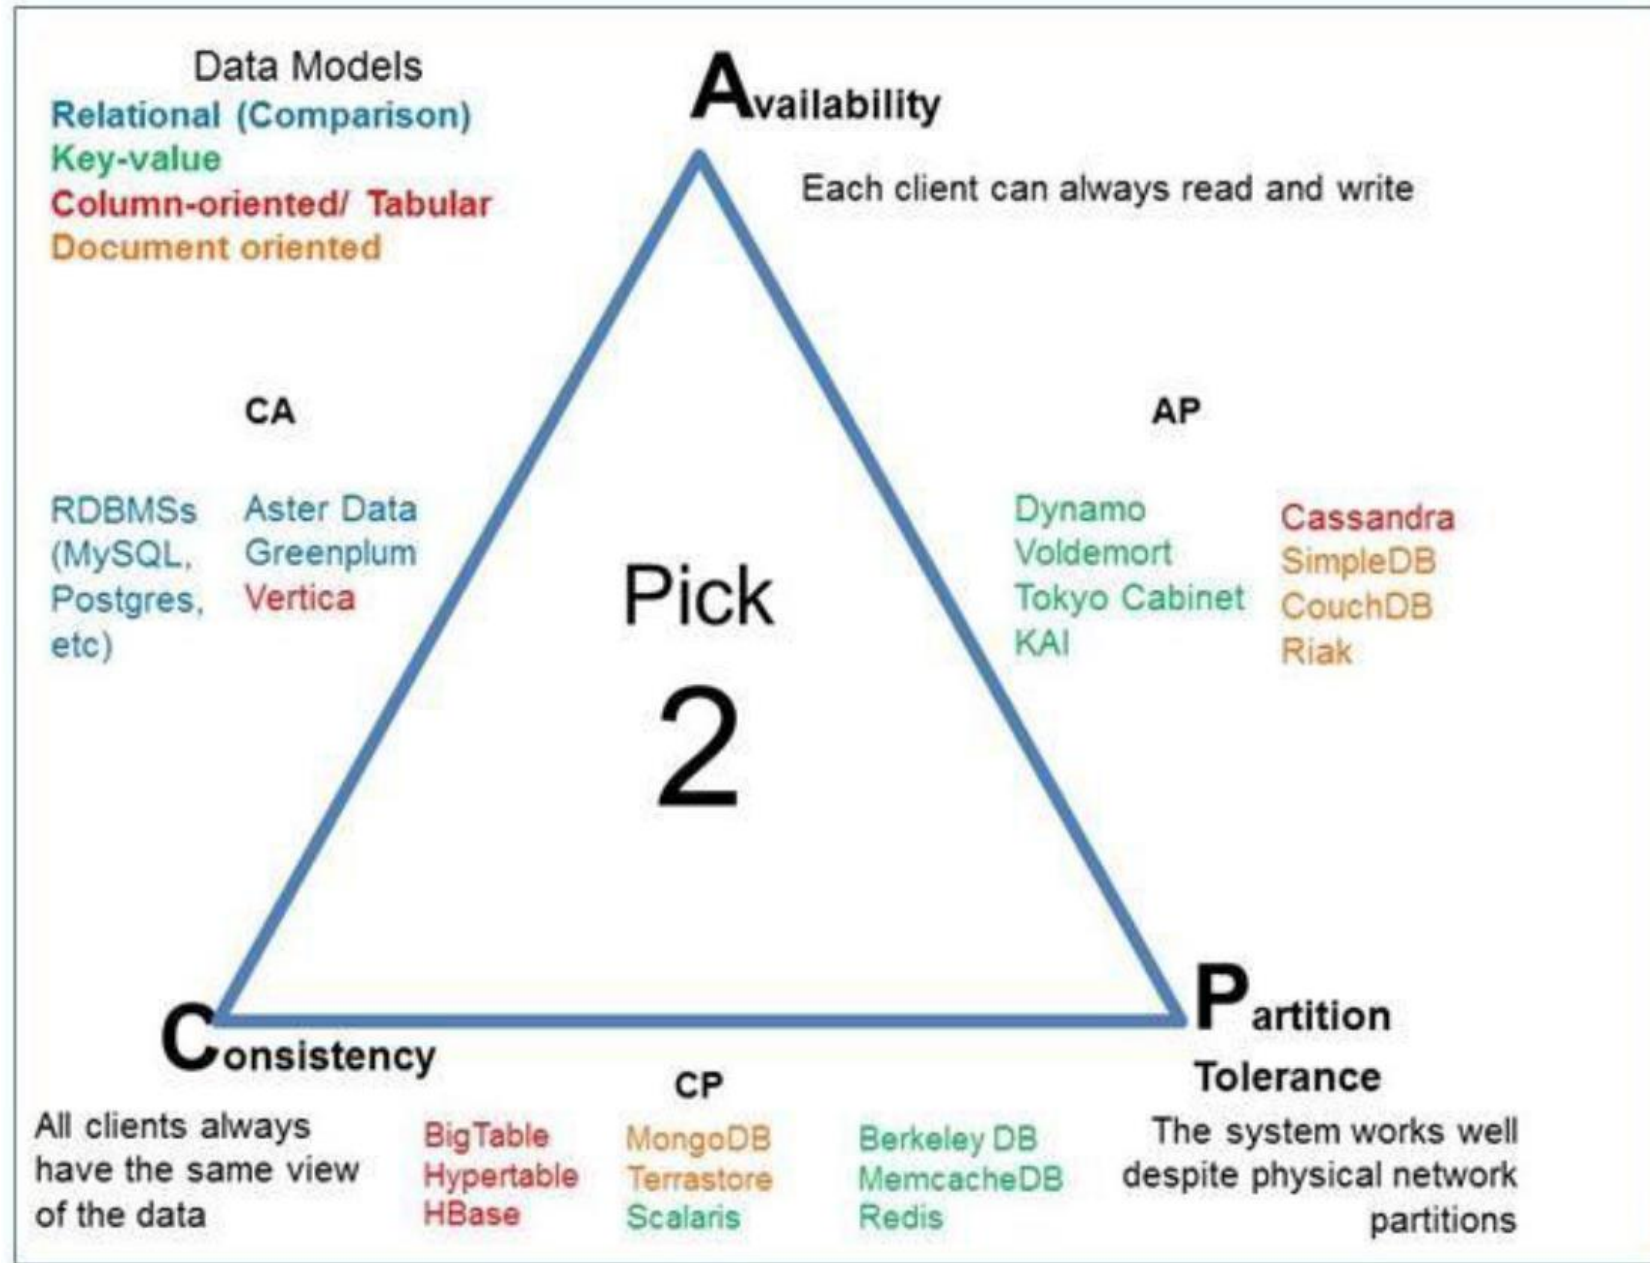 Data Models
Relational (Comparison)
Key-value
Column-oriented/ Tabular
Document oriented
Availability
Each client can always read and write
CA
RDBMSs
(MySQL,
Postgres,
etc)
Aster Data
Greenplum
Vertica
Pick
2
AP
Dynamo
Voldemort
Tokyo Cabinet
KAI
Cassandra
SimpleDB
CouchDB
Riak
Consistency
All clients always
have the same view
of the data
CP
BigTable
Hypertable
HBase
MongoDB
Terrastore
Scalaris
Berkeley DB
MemcacheDB
Redis
Partition
Tolerance
The system works well
despite physical network
partitions